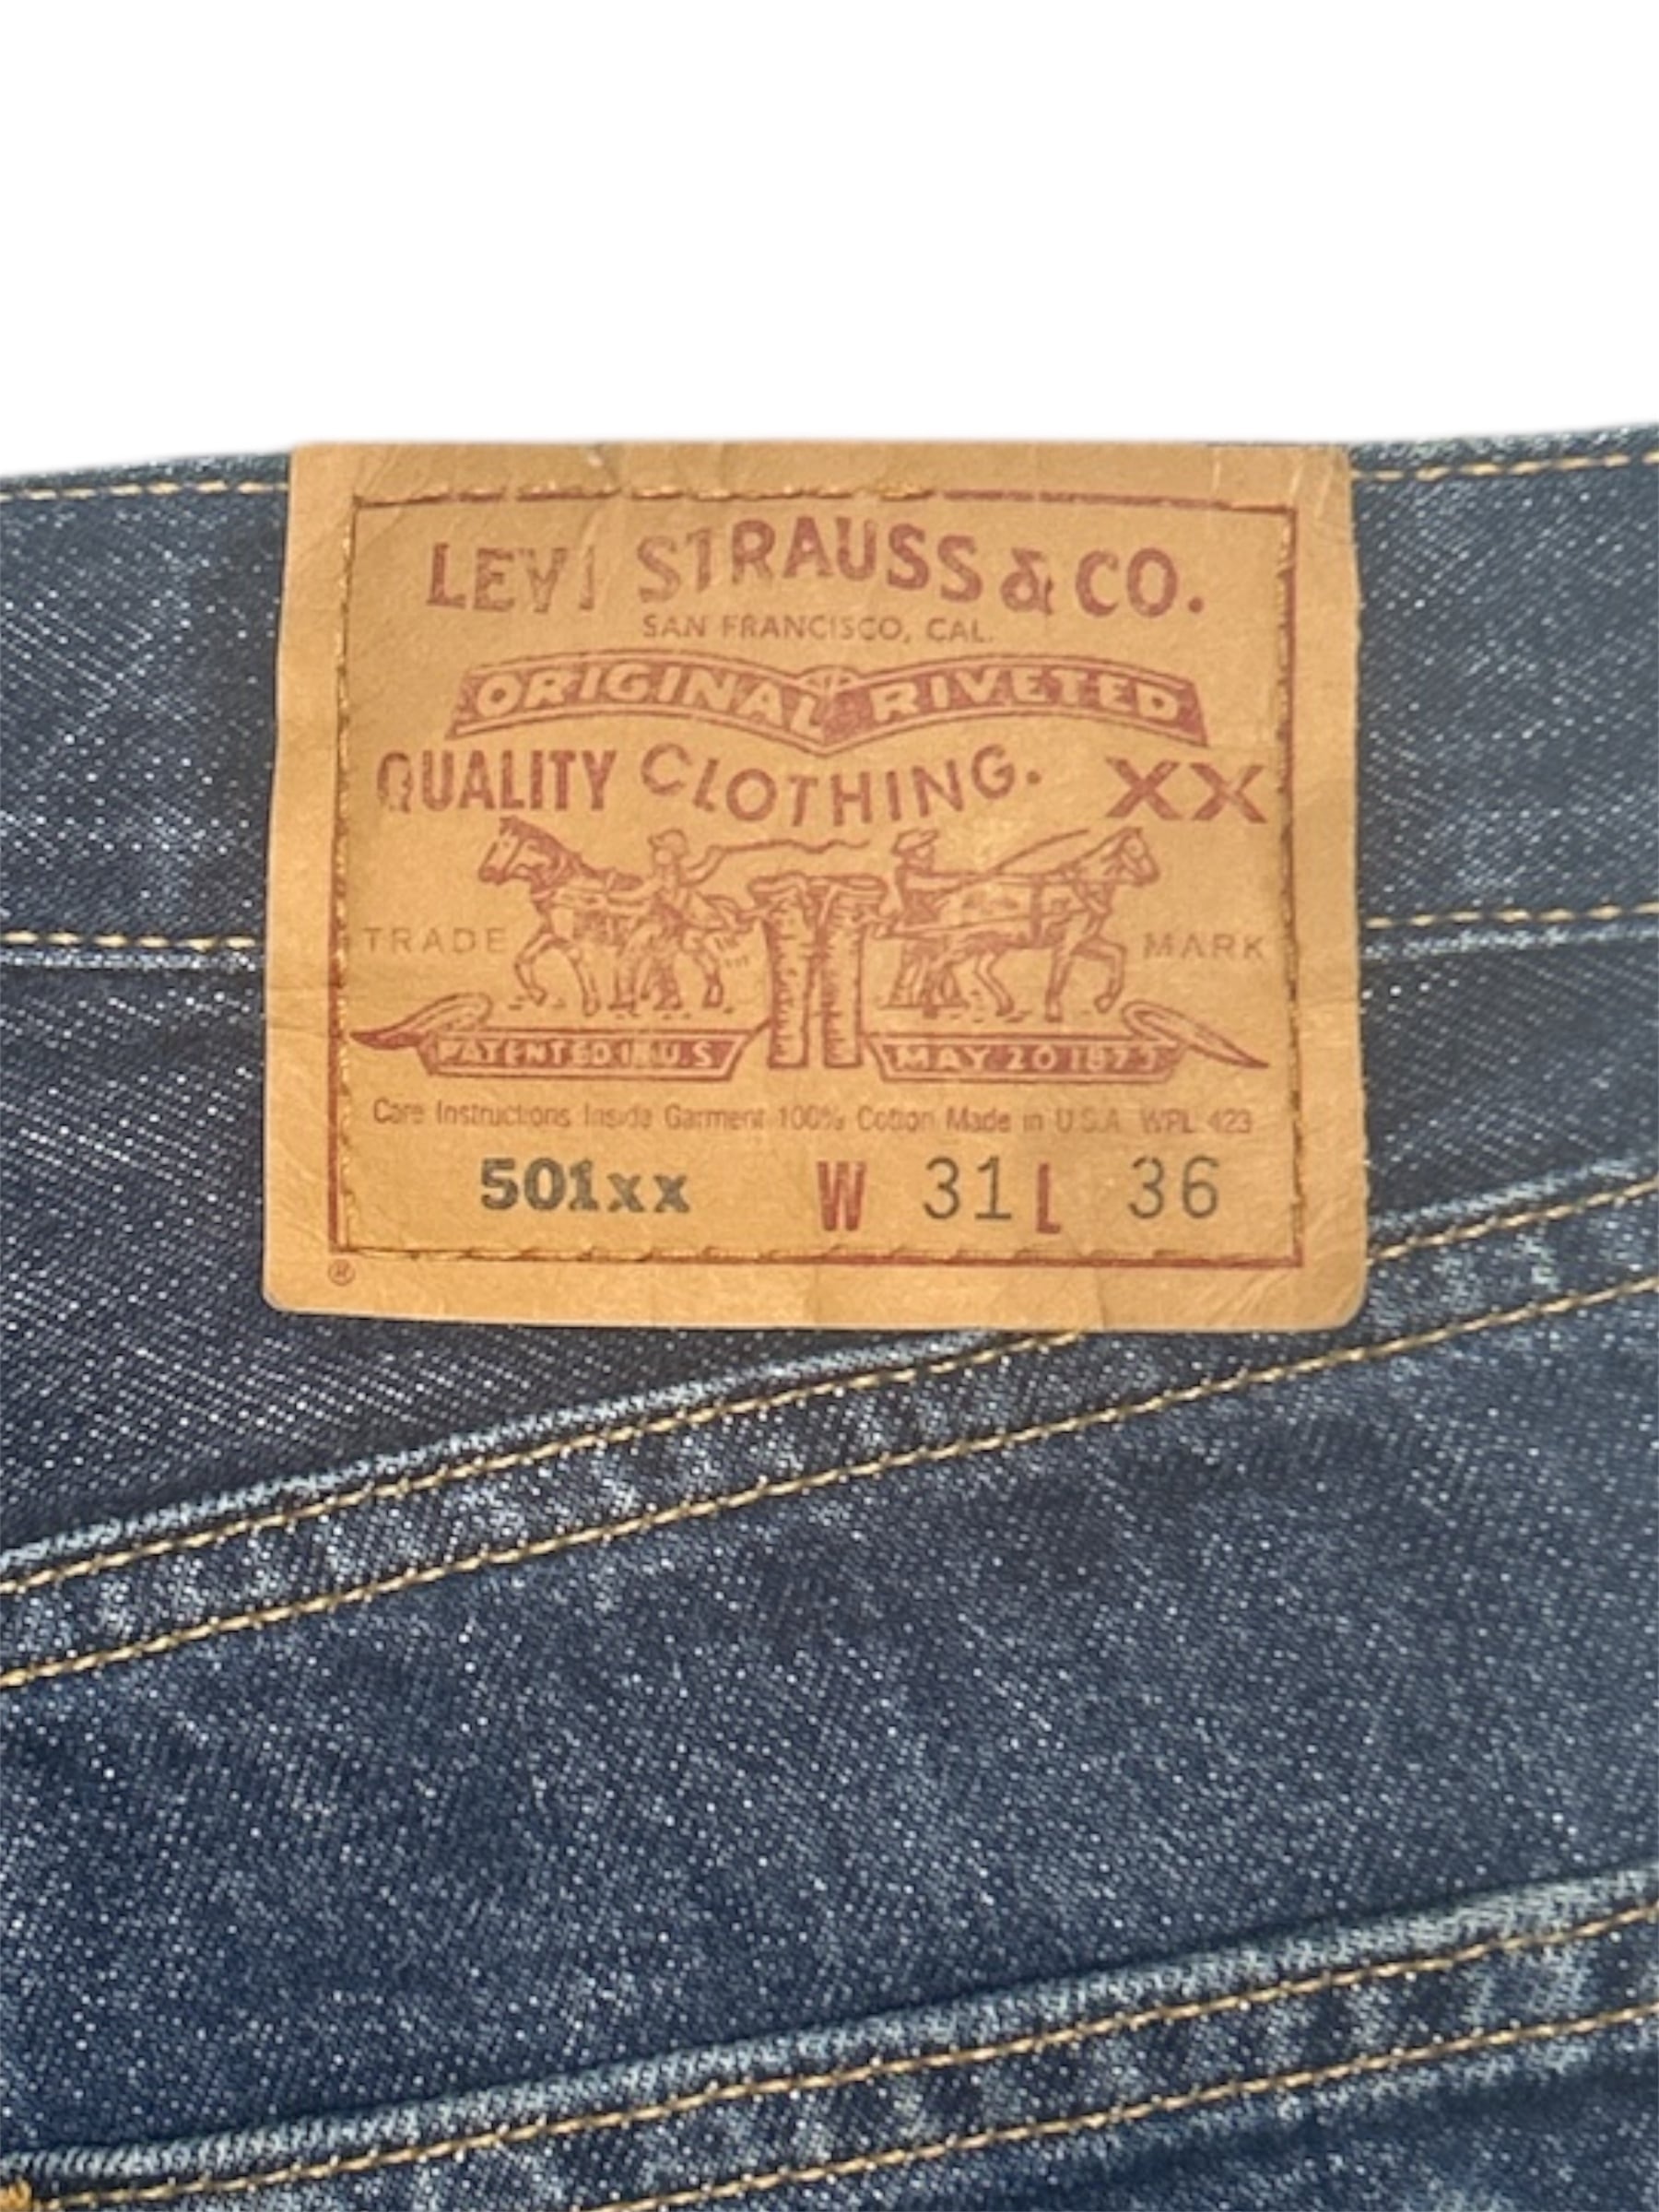 LEVI STRAUSS & CO.
SAN FRANCISCO, CAL.
ORIGINAL RIVETED
QUALITY CLOTHING. XX
TRADE MARK
PATENTED IN U.S MAY 20 1873
Care Instructions Inside Garment 100% Cotton Made in U.S.A. WPL 423
501xx W 31 L 36
®